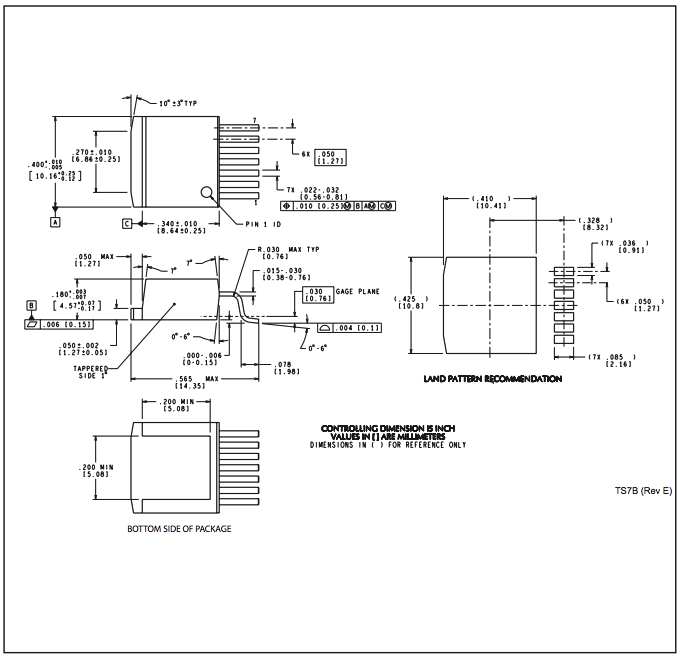 10° ±3° TYP
7
.270±.010
[6.86±0.25]
6X .050
[1.27]
.400+.010 -.005
[10.16+0.25 -0.12]
7X .022-.032
[0.56-0.81]
1
⌖ .010 [0.25]Ⓜ B AⓂ CⓂ
A
C
.340±.010
[8.64±0.25]
PIN 1 ID
(.410 )
[10.41]
(.328 )
[8.32]
(7X .036 )
[0.91]
.050 MAX
[1.27]
7°
7°
R.030 MAX TYP
[0.76]
.015-.030
[0.38-0.76]
.180+.003 -.007
[4.57+0.07 -0.17]
.030
[0.76]
GAGE PLANE
B
⏥ .006 [0.15]
⌓ .004 [0.1]
(.425 )
[10.8]
(6X .050 )
[1.27]
.050±.002
[1.27±0.05]
0°-6°
0°-6°
.000-.006
[0-0.15]
.078
[1.98]
(7X .085 )
[2.16]
TAPPERED
SIDE 1°
.565 MAX
[14.35]
LAND PATTERN RECOMMENDATION
.200 MIN
[5.08]
.200 MIN
[5.08]
CONTROLLING DIMENSION IS INCH
VALUES IN [ ] ARE MILLIMETERS
DIMENSIONS IN ( ) FOR REFERENCE ONLY
TS7B (Rev E)
BOTTOM SIDE OF PACKAGE